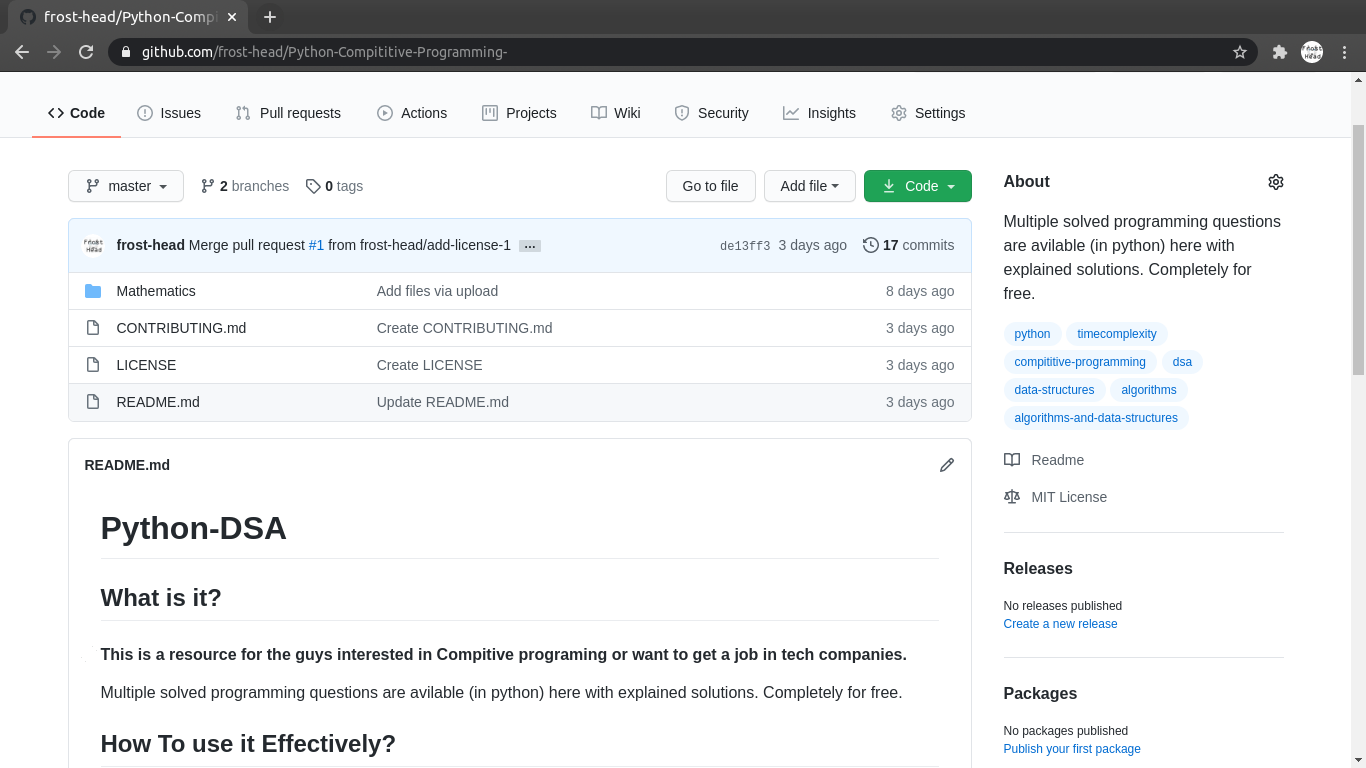 frost-head/Python-Compi
github.com/frost-head/Python-Compititive-Programming-
Code Issues Pull requests Actions Projects Wiki Security Insights Settings
master 2 branches 0 tags Go to file Add file Code
frost-head Merge pull request #1 from frost-head/add-license-1 ... de13ff3 3 days ago 17 commits
Mathematics Add files via upload 8 days ago
CONTRIBUTING.md Create CONTRIBUTING.md 3 days ago
LICENSE Create LICENSE 3 days ago
README.md Update README.md 3 days ago
README.md
Python-DSA
What is it?
This is a resource for the guys interested in Compitive programing or want to get a job in tech companies.
Multiple solved programming questions are avilable (in python) here with explained solutions. Completely for free.
How To use it Effectively?
About
Multiple solved programming questions
are avilable (in python) here with
explained solutions. Completely for
free.
python timecomplexity
compititive-programming dsa
data-structures algorithms
algorithms-and-data-structures
Readme
MIT License
Releases
No releases published
Create a new release
Packages
No packages published
Publish your first package